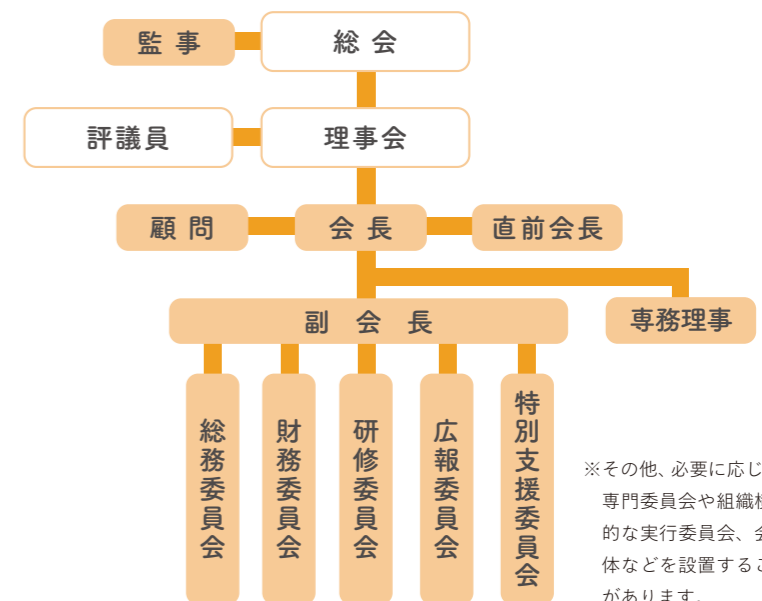 監事
総会
評議員
理事会
顧問
会長
直前会長
副会長
専務理事
総務委員会
財務委員会
研修委員会
広報委員会
特別支援委員会
※その他、必要に応じ
専門委員会や組織
的な実行委員会、
体などを設置するこ
があります。